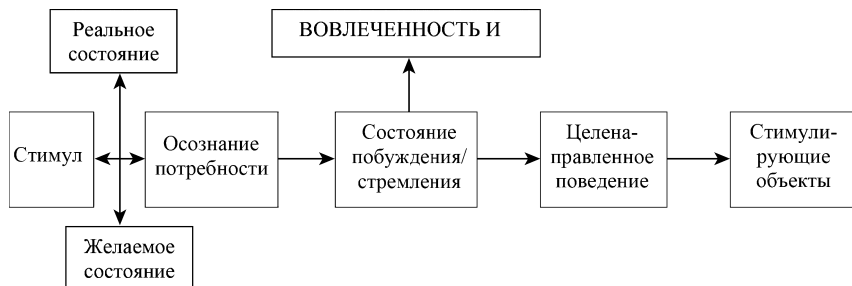 Реальное
состояние
ВОВЛЕЧЕННОСТЬ И
Стимул
Осознание
потребности
Состояние
побуждения/
стремления
Целена-
правленное
поведение
Стимули-
рующие
объекты
Желаемое
состояние